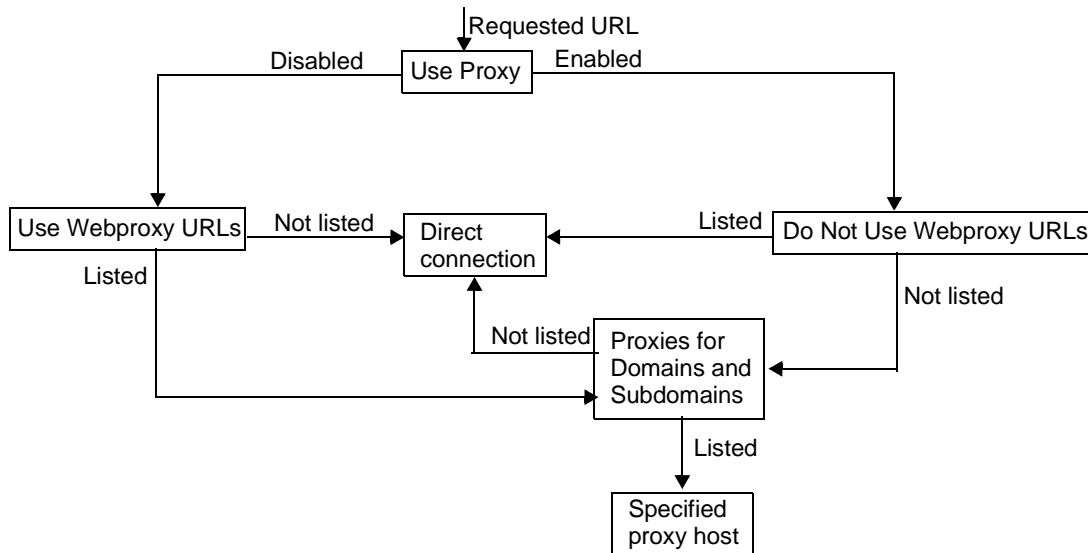 Requested URL
Disabled
Use Proxy
Enabled
Use Webproxy URLs
Not listed
Direct
connection
Listed
Do Not Use Webproxy URLs
Listed
Not listed
Not listed
Proxies for
Domains and
Subdomains
Listed
Specified
proxy host